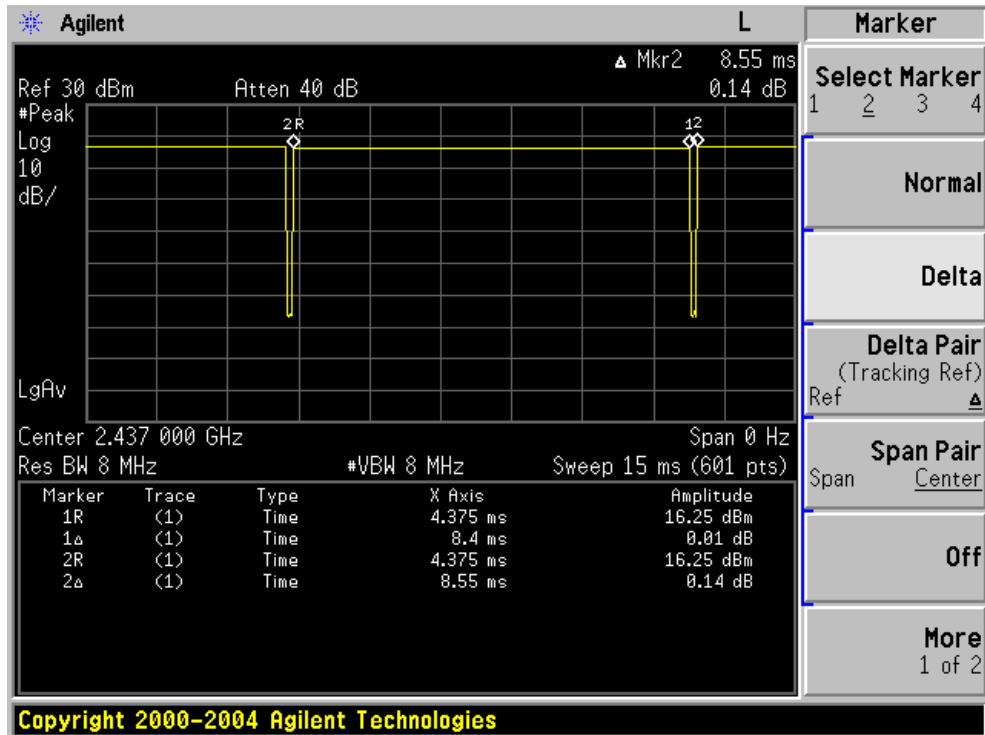 Agilent L
Δ Mkr2 8.55 ms
Ref 30 dBm Atten 40 dB 0.14 dB
#Peak
Log
10
dB/
2R
12
LgAv
Center 2.437 000 GHz Span 0 Hz
Res BW 8 MHz #VBW 8 MHz Sweep 15 ms (601 pts)
Marker Trace Type X Axis Amplitude
1R (1) Time 4.375 ms 16.25 dBm
1Δ (1) Time 8.4 ms 0.01 dB
2R (1) Time 4.375 ms 16.25 dBm
2Δ (1) Time 8.55 ms 0.14 dB
Marker
Select Marker
1 2 3 4
Normal
Delta
Delta Pair
(Tracking Ref)
Ref Δ
Span Pair
Span Center
Off
More
1 of 2
Copyright 2000-2004 Agilent Technologies